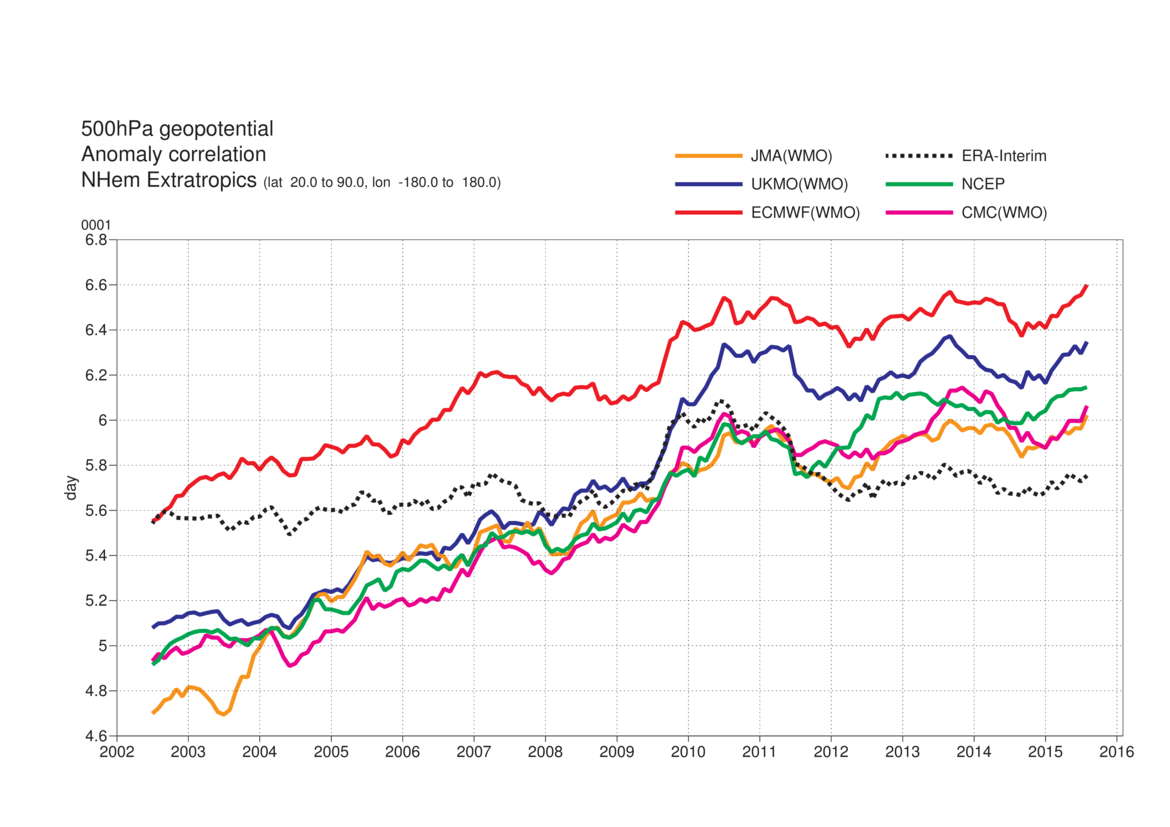 500hPa geopotential
Anomaly correlation
NHem Extratropics (lat 20.0 to 90.0, lon -180.0 to 180.0)
JMA(WMO)
UKMO(WMO)
ECMWF(WMO)
ERA-Interim
NCEP
CMC(WMO)
0001
6.8
6.6
6.4
6.2
6
5.8
5.6
5.4
5.2
5
4.8
4.6
day
2002 2003 2004 2005 2006 2007 2008 2009 2010 2011 2012 2013 2014 2015 2016